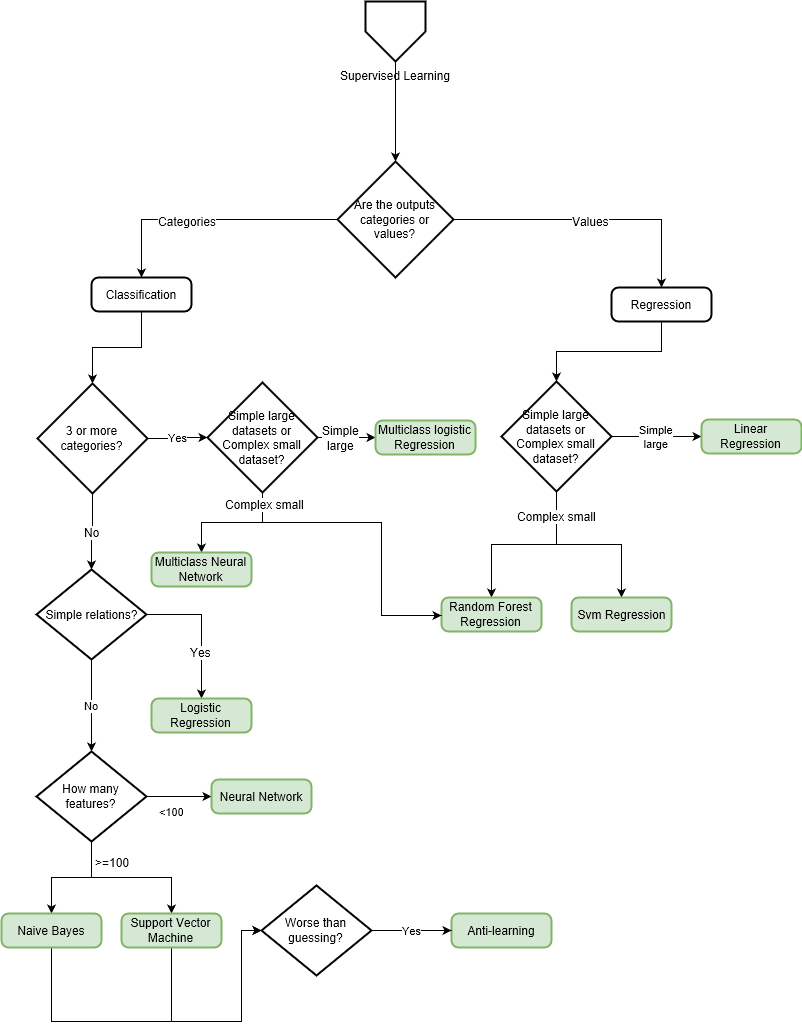 Supervised Learning
Are the outputs
categories or
values?
Categories
Values
Classification
Regression
3 or more
categories?
Yes
Simple large
datasets or
Complex small
dataset?
Simple
large
Multiclass logistic
Regression
Simple large
datasets or
Complex small
dataset?
Simple
large
Linear
Regression
Complex small
Complex small
No
Multiclass Neural
Network
Random Forest
Regression
Svm Regression
Simple relations?
Yes
No
Logistic
Regression
How many
features?
<100
Neural Network
>=100
Naive Bayes
Support Vector
Machine
Worse than
guessing?
Yes
Anti-learning